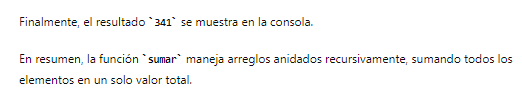 Finalmente, el resultado `341` se muestra en la consola.
En resumen, la función `sumar` maneja arreglos anidados recursivamente, sumando todos los
elementos en un solo valor total.